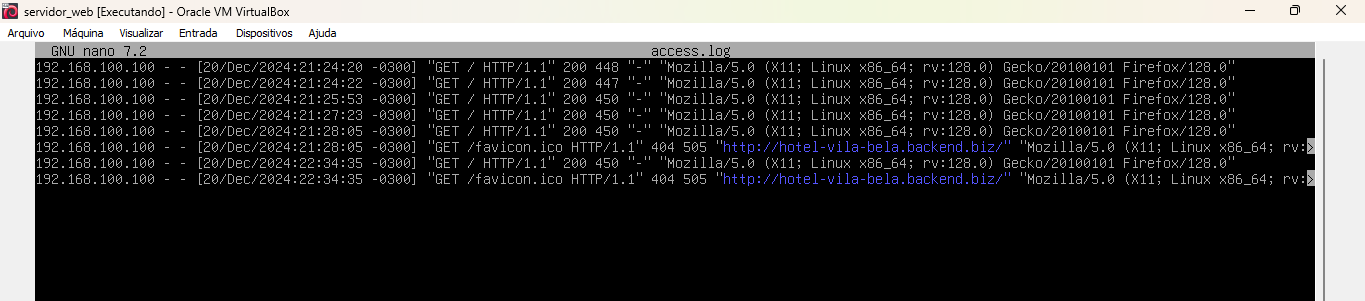 servidor_web [Executando] - Oracle VM VirtualBox
Arquivo Máquina Visualizar Entrada Dispositivos Ajuda
GNU nano 7.2 access.log
192.168.100.100 - - [20/Dec/2024:21:24:20 -0300] "GET / HTTP/1.1" 200 448 "-" "Mozilla/5.0 (X11; Linux x86_64; rv:128.0) Gecko/20100101 Firefox/128.0"
192.168.100.100 - - [20/Dec/2024:21:24:22 -0300] "GET / HTTP/1.1" 200 447 "-" "Mozilla/5.0 (X11; Linux x86_64; rv:128.0) Gecko/20100101 Firefox/128.0"
192.168.100.100 - - [20/Dec/2024:21:25:53 -0300] "GET / HTTP/1.1" 200 450 "-" "Mozilla/5.0 (X11; Linux x86_64; rv:128.0) Gecko/20100101 Firefox/128.0"
192.168.100.100 - - [20/Dec/2024:21:27:23 -0300] "GET / HTTP/1.1" 200 450 "-" "Mozilla/5.0 (X11; Linux x86_64; rv:128.0) Gecko/20100101 Firefox/128.0"
192.168.100.100 - - [20/Dec/2024:21:28:05 -0300] "GET / HTTP/1.1" 200 450 "-" "Mozilla/5.0 (X11; Linux x86_64; rv:128.0) Gecko/20100101 Firefox/128.0"
192.168.100.100 - - [20/Dec/2024:21:28:05 -0300] "GET /favicon.ico HTTP/1.1" 404 505 "http://hotel-vila-bela.backend.biz/" "Mozilla/5.0 (X11; Linux x86_64; rv:>
192.168.100.100 - - [20/Dec/2024:22:34:35 -0300] "GET / HTTP/1.1" 200 450 "-" "Mozilla/5.0 (X11; Linux x86_64; rv:128.0) Gecko/20100101 Firefox/128.0"
192.168.100.100 - - [20/Dec/2024:22:34:35 -0300] "GET /favicon.ico HTTP/1.1" 404 505 "http://hotel-vila-bela.backend.biz/" "Mozilla/5.0 (X11; Linux x86_64; rv:>